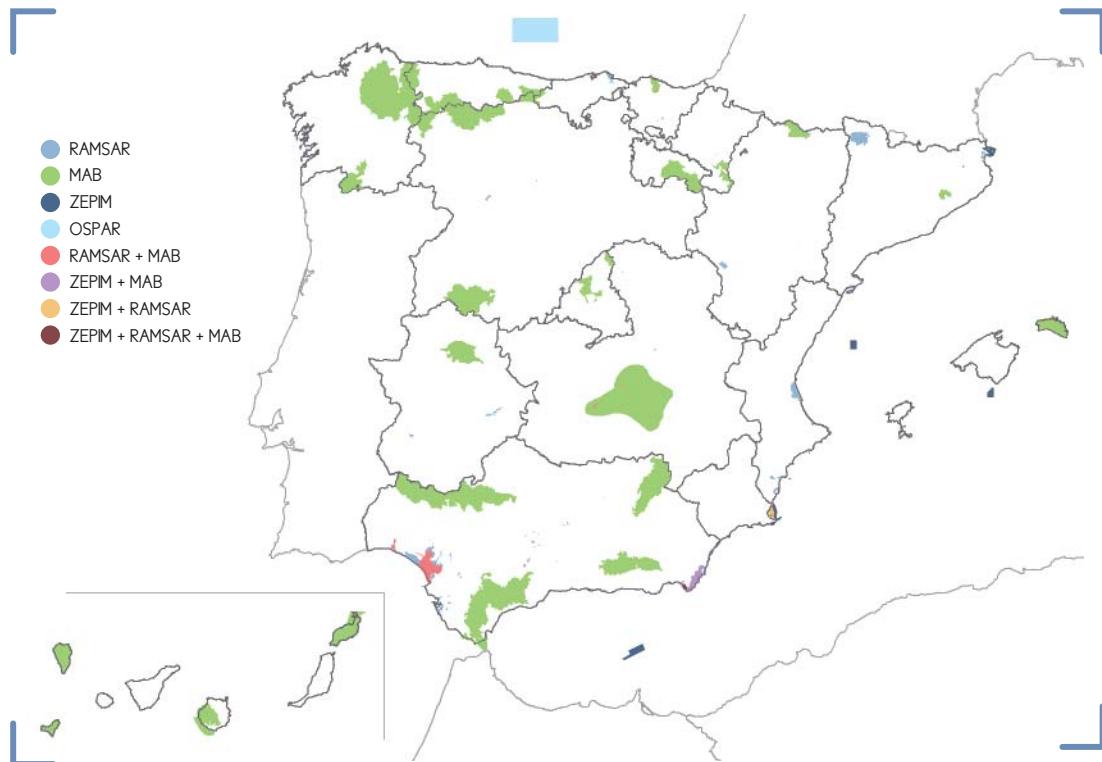 RAMSAR
MAB
ZEPIM
OSPAR
RAMSAR + MAB
ZEPIM + MAB
ZEPIM + RAMSAR
ZEPIM + RAMSAR + MAB